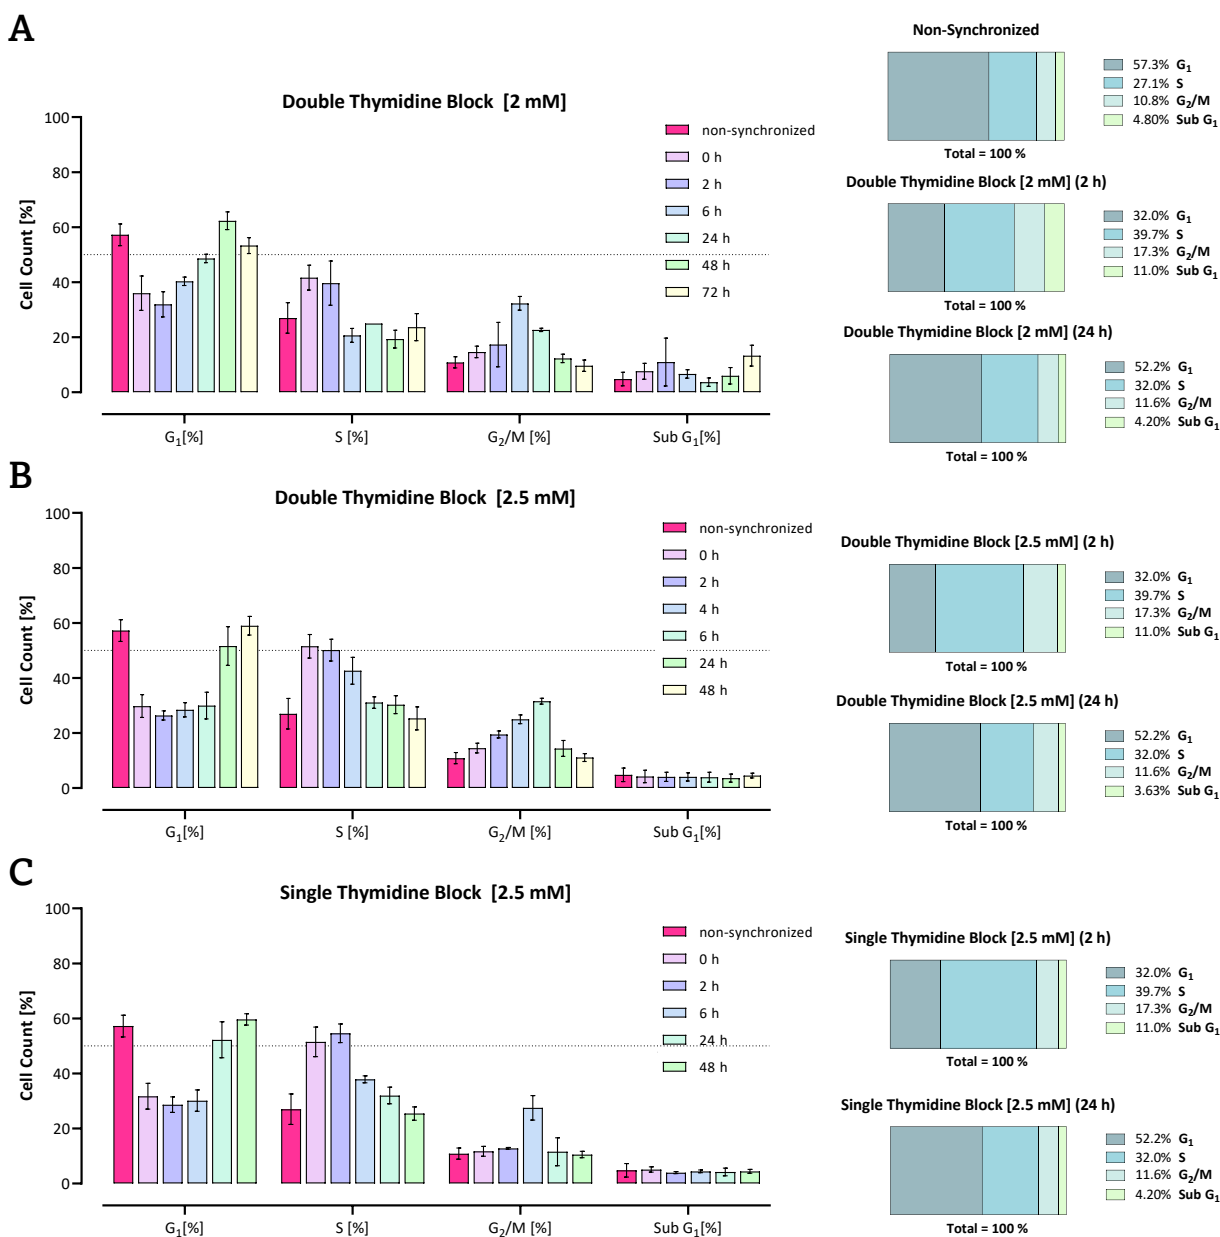 A
Double Thymidine Block [2 mM]
Cell Count [%]
100
80
60
40
20
0
G1[%]
S [%]
G2/M [%]
Sub G1[%]
non-synchronized
0 h
2 h
6 h
24 h
48 h
72 h
Non-Synchronized
57.3% G1
27.1% S
10.8% G2/M
4.80% Sub G1
Total = 100 %
Double Thymidine Block [2 mM] (2 h)
32.0% G1
39.7% S
17.3% G2/M
11.0% Sub G1
Total = 100 %
Double Thymidine Block [2 mM] (24 h)
52.2% G1
32.0% S
11.6% G2/M
4.20% Sub G1
Total = 100 %
B
Double Thymidine Block [2.5 mM]
Cell Count [%]
100
80
60
40
20
0
G1[%]
S [%]
G2/M [%]
Sub G1[%]
non-synchronized
0 h
2 h
4 h
6 h
24 h
48 h
Double Thymidine Block [2.5 mM] (2 h)
32.0% G1
39.7% S
17.3% G2/M
11.0% Sub G1
Total = 100 %
Double Thymidine Block [2.5 mM] (24 h)
52.2% G1
32.0% S
11.6% G2/M
3.63% Sub G1
Total = 100 %
C
Single Thymidine Block [2.5 mM]
Cell Count [%]
100
80
60
40
20
0
G1[%]
S [%]
G2/M [%]
Sub G1[%]
non-synchronized
0 h
2 h
6 h
24 h
48 h
Single Thymidine Block [2.5 mM] (2 h)
32.0% G1
39.7% S
17.3% G2/M
11.0% Sub G1
Total = 100 %
Single Thymidine Block [2.5 mM] (24 h)
52.2% G1
32.0% S
11.6% G2/M
4.20% Sub G1
Total = 100 %